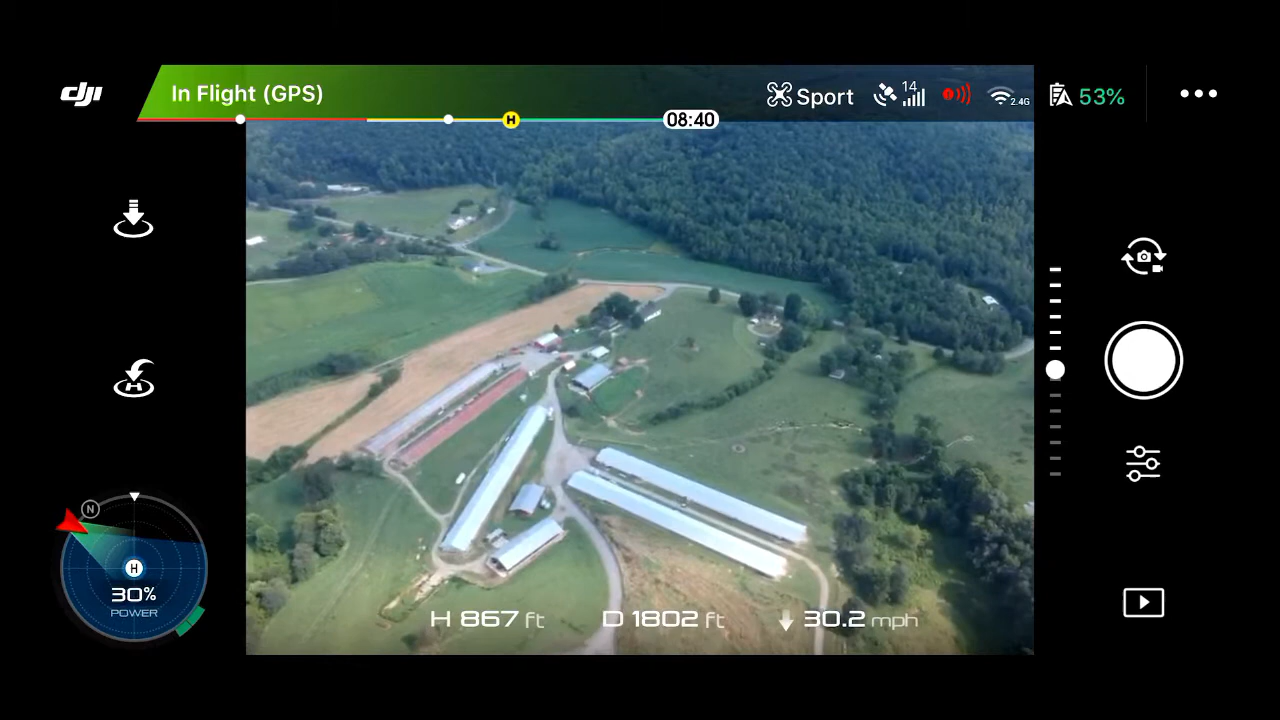 dji
In Flight (GPS)
Sport
14
2.4G
53%
H
08:40
N
H
30%
POWER
H 867 ft
D 1802 ft
30.2 mph
H